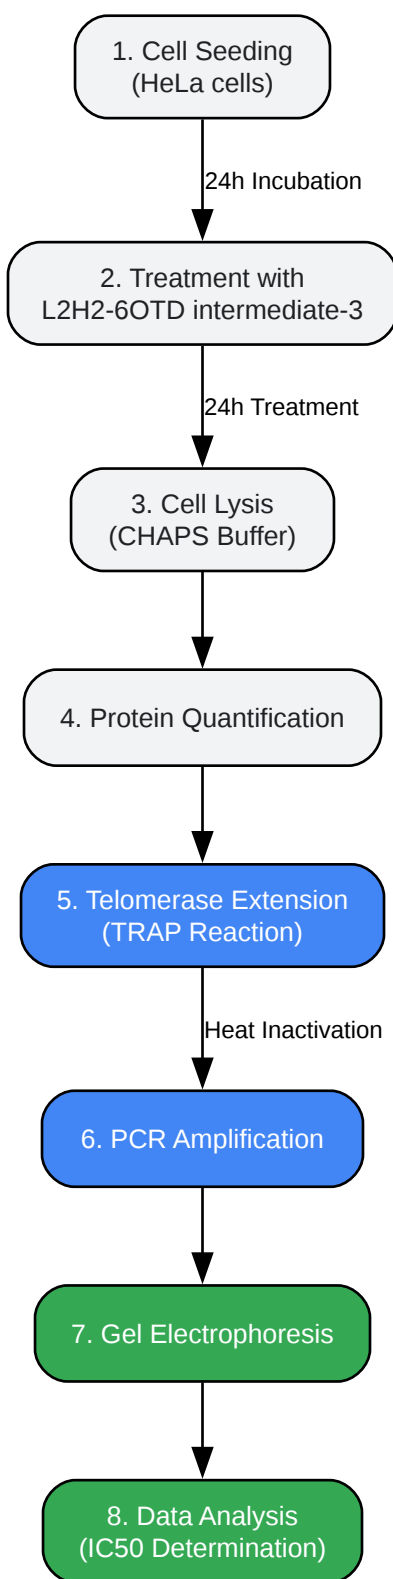 1. Cell Seeding
(HeLa cells)
24h Incubation
2. Treatment with
L2H2-6OTD intermediate-3
24h Treatment
3. Cell Lysis
(CHAPS Buffer)
4. Protein Quantification
5. Telomerase Extension
(TRAP Reaction)
Heat Inactivation
6. PCR Amplification
7. Gel Electrophoresis
8. Data Analysis
(IC50 Determination)